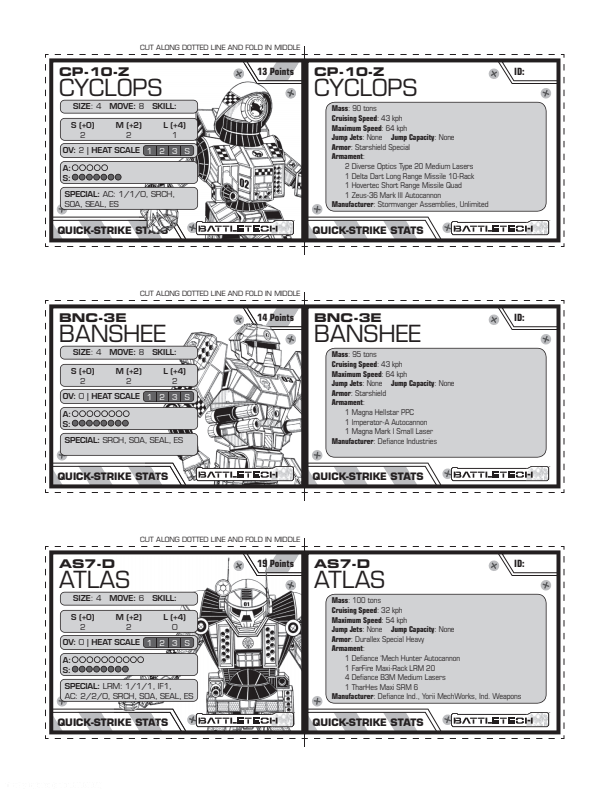 CUT ALONG DOTTED LINE AND FOLD IN MIDDLE
CP-10-Z
CYCLOPS
13 Points
SIZE: 4 MOVE: 8 SKILL:
S (+0) M (+2) L (+4)
2 2 1
OV: 2 | HEAT SCALE 1 2 3 S
A:
S:
SPECIAL: AC: 1/1/0, SRCH,
SOA, SEAL, ES
02
QUICK-STRIKE STATS
BATTLETECH
CP-10-Z
CYCLOPS
ID:
Mass: 90 tons
Cruising Speed: 43 kph
Maximum Speed: 64 kph
Jump Jets: None Jump Capacity: None
Armor: Starshield Special
Armament:
2 Diverse Optics Type 20 Medium Lasers
1 Delta Dart Long Range Missile 10-Rack
1 Hovertec Short Range Missile Quad
1 Zeus-36 Mark III Autocannon
Manufacturer: Stormvanger Assemblies, Unlimited
QUICK-STRIKE STATS
BATTLETECH
CUT ALONG DOTTED LINE AND FOLD IN MIDDLE
BNC-3E
BANSHEE
14 Points
SIZE: 4 MOVE: 8 SKILL:
S (+0) M (+2) L (+4)
2 2 2
OV: 0 | HEAT SCALE 1 2 3 S
A:
S:
SPECIAL: SRCH, SOA, SEAL, ES
03
QUICK-STRIKE STATS
BATTLETECH
BNC-3E
BANSHEE
ID:
Mass: 95 tons
Cruising Speed: 43 kph
Maximum Speed: 64 kph
Jump Jets: None Jump Capacity: None
Armor: Starshield
Armament:
1 Magna Hellstar PPC
1 Imperator-A Autocannon
1 Magna Mark I Small Laser
Manufacturer: Defiance Industries
QUICK-STRIKE STATS
BATTLETECH
CUT ALONG DOTTED LINE AND FOLD IN MIDDLE
AS7-D
ATLAS
19 Points
SIZE: 4 MOVE: 6 SKILL:
S (+0) M (+2) L (+4)
2 2 0
OV: 0 | HEAT SCALE 1 2 3 S
A:
S:
SPECIAL: LRM: 1/1/1, IF1,
AC: 2/2/0, SRCH, SOA, SEAL, ES
01
QUICK-STRIKE STATS
BATTLETECH
AS7-D
ATLAS
ID:
Mass: 100 tons
Cruising Speed: 32 kph
Maximum Speed: 54 kph
Jump Jets: None Jump Capacity: None
Armor: Durallex Special Heavy
Armament:
1 Defiance 'Mech Hunter Autocannon
1 FarFire Maxi-Rack LRM 20
4 Defiance B3M Medium Lasers
1 TharHes Maxi SRM 6
Manufacturer: Defiance Ind., Yorii MechWorks, Ind. Weapons
QUICK-STRIKE STATS
BATTLETECH